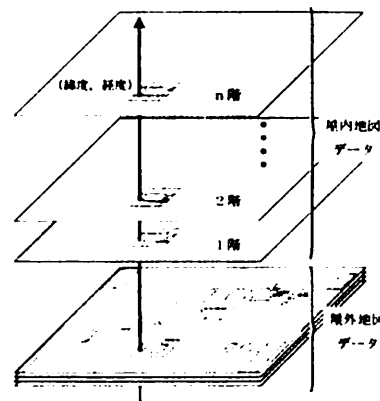 (緯度、経度)
n階
屋内地図
データ
2階
1階
屋外地図
データ